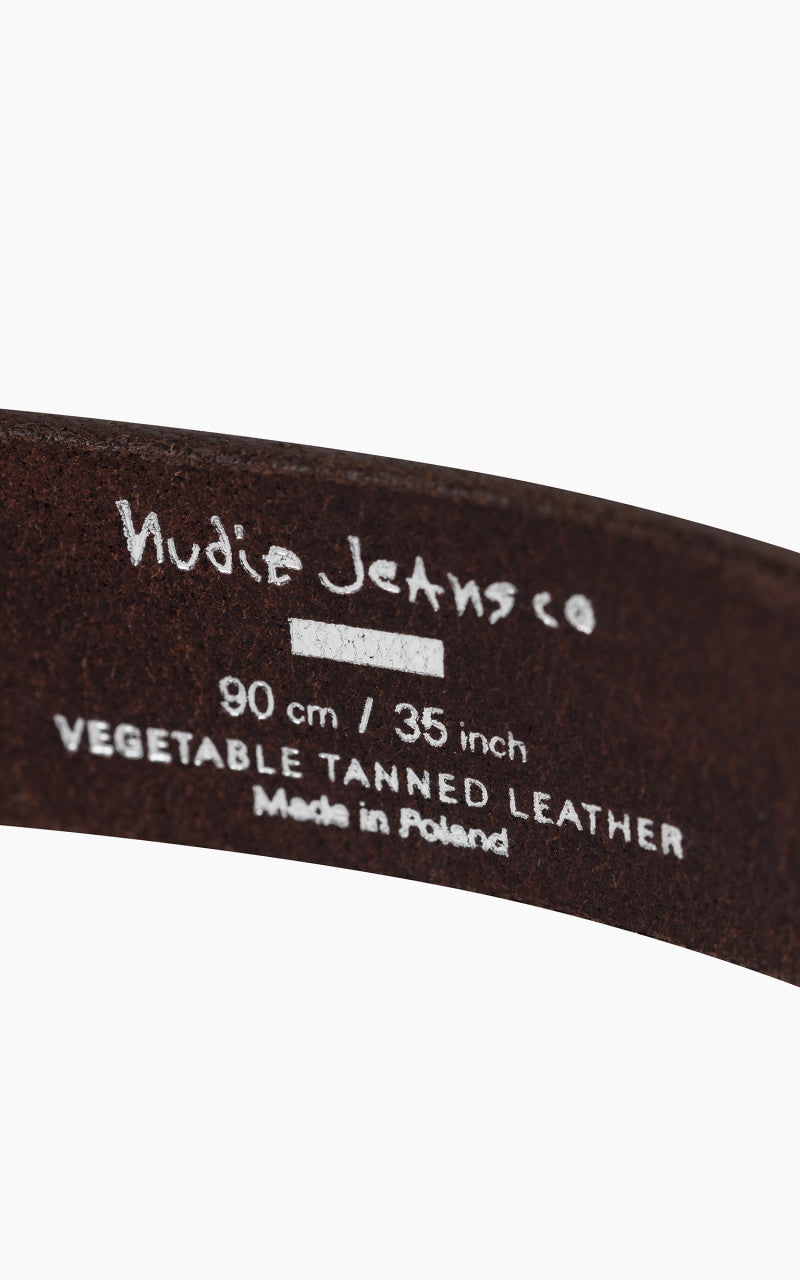 Nudie Jeans co
90 cm / 35 inch
VEGETABLE TANNED LEATHER
Made in Poland